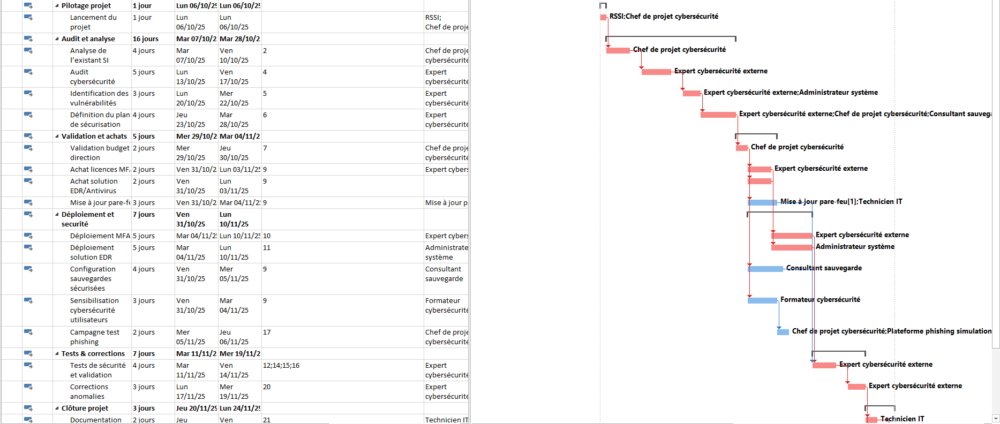 Pilotage projet 1 jour Lun 06/10/25 Lun 06/10/25
Lancement du 1 jour Lun Lun RSSI; RSSI;Chef de projet cybersécurité
projet 06/10/25 06/10/25 Chef de proje
Audit et analyse 16 jours Mar 07/10/2 Mar 28/10/2
Analyse de 4 jours Mar Ven 2 Chef de proje Chef de projet cybersécurité
l’existant SI 07/10/25 10/10/25 cybersécurité
Audit 5 jours Lun Ven 4 Expert Expert cybersécurité externe
cybersécurité 13/10/25 17/10/25 cybersécurité
Identification des 3 jours Lun Mer 5 Expert Expert cybersécurité externe;Administrateur système
vulnérabilités 20/10/25 22/10/25 cybersécurité
Définition du plan 4 jours Jeu Mar 6 Expert Expert cybersécurité externe;Chef de projet cybersécurité;Consultant sauvega
de sécurisation 23/10/25 28/10/25 cybersécurité
Validation et achats 5 jours Mer 29/10/2 Mar 04/11/2
Validation budget 2 jours Mer Jeu 7 Chef de proje Chef de projet cybersécurité
direction 29/10/25 30/10/25 cybersécurité
Achat licences MFA 2 jours Ven 31/10/2 Lun 03/11/25 9 Expert cybers Expert cybersécurité externe
Achat solution 2 jours Ven Lun 9
EDR/Antivirus 31/10/25 03/11/25
Mise à jour pare-fe 3 jours Ven 31/10/2 Mar 04/11/2 9 Mise à jour p Mise à jour pare-feu[1];Technicien IT
Déploiement et 7 jours Ven Lun
securité 31/10/25 10/11/25
Déploiement MFA 5 jours Mar 04/11/2 Lun 10/11/25 10 Expert cybers Expert cybersécurité externe
Déploiement 5 jours Mar Lun 11 Administrate Administrateur système
solution EDR 04/11/25 10/11/25 système
Configuration 4 jours Ven Mer 9 Consultant Consultant sauvegarde
sauvegardes 31/10/25 05/11/25 sauvegarde
sécurisées
Sensibilisation 3 jours Ven Mar 9 Formateur Formateur cybersécurité
cybersécurité 31/10/25 04/11/25 cybersécurité
utilisateurs
Campagne test 2 jours Mer Jeu 17 Chef de proje Chef de projet cybersécurité;Plateforme phishing simulation
phishing 05/11/25 06/11/25 cybersécurité
Tests & corrections 7 jours Mar 11/11/2 Mer 19/11/2
Tests de sécurité 4 jours Mar Ven 12;14;15;16 Expert Expert cybersécurité externe
et validation 11/11/25 14/11/25 cybersécurité
Corrections 3 jours Lun Mer 20 Expert Expert cybersécurité externe
anomalies 17/11/25 19/11/25 cybersécurité
Clôture projet 3 jours Jeu 20/11/25 Lun 24/11/25
Documentation 2 jours Jeu Ven 21 Technicien IT Technicien IT